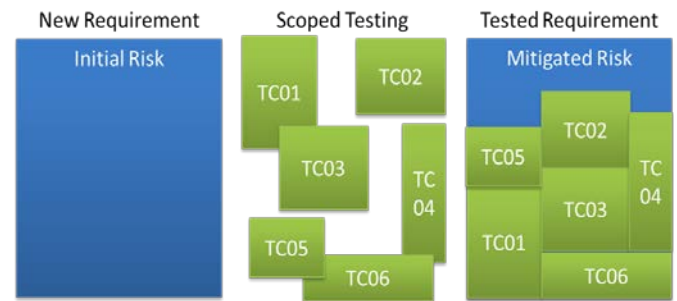 New Requirement
Scoped Testing
Tested Requirement
Initial Risk
TC01
TC02
TC03
TC
04
TC05
TC06
Mitigated Risk
TC02
TC05
TC
04
TC03
TC01
TC06